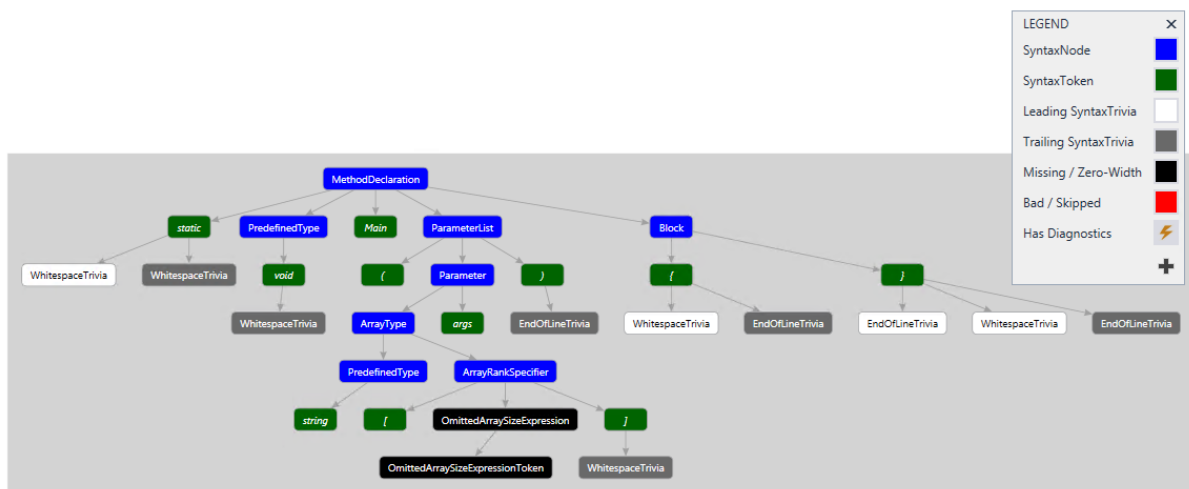 LEGEND ×
SyntaxNode
SyntaxToken
Leading SyntaxTrivia
Trailing SyntaxTrivia
Missing / Zero-Width
Bad / Skipped
Has Diagnostics
MethodDeclaration
static PredefinedType Main ParameterList Block
WhitespaceTrivia WhitespaceTrivia void ( Parameter ) { }
WhitespaceTrivia ArrayType args EndOfLineTrivia WhitespaceTrivia EndOfLineTrivia EndOfLineTrivia WhitespaceTrivia EndOfLineTrivia
PredefinedType ArrayRankSpecifier
string [ OmittedArraySizeExpression ]
OmittedArraySizeExpressionToken WhitespaceTrivia